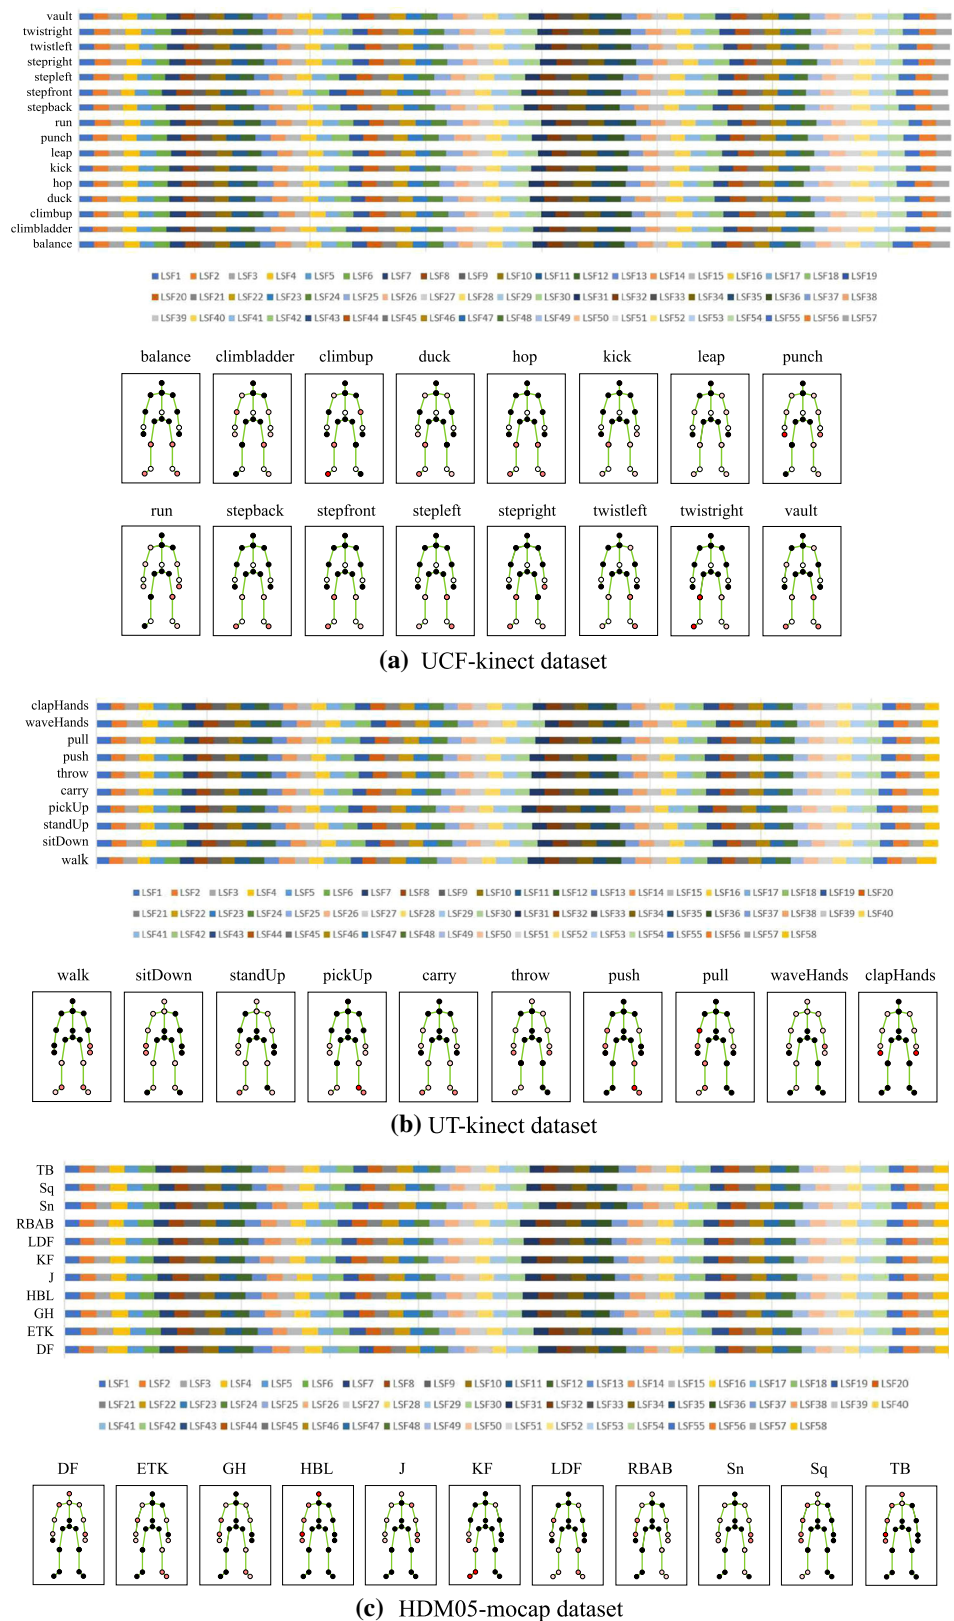 vault
twistright
twistleft
stepright
stepleft
stepfront
stepback
run
punch
leap
kick
hop
duck
climbup
climbladder
balance
LSF1 LSF2 LSF3 LSF4 LSF5 LSF6 LSF7 LSF8 LSF9 LSF10 LSF11 LSF12 LSF13 LSF14 LSF15 LSF16 LSF17 LSF18 LSF19
LSF20 LSF21 LSF22 LSF23 LSF24 LSF25 LSF26 LSF27 LSF28 LSF29 LSF30 LSF31 LSF32 LSF33 LSF34 LSF35 LSF36 LSF37 LSF38
LSF39 LSF40 LSF41 LSF42 LSF43 LSF44 LSF45 LSF46 LSF47 LSF48 LSF49 LSF50 LSF51 LSF52 LSF53 LSF54 LSF55 LSF56 LSF57
balance climbladder climbup duck hop kick leap punch
run stepback stepfront stepleft stepright twistleft twistright vault
(a) UCF-kinect dataset
clapHands
waveHands
pull
push
throw
carry
pickUp
standUp
sitDown
walk
LSF1 LSF2 LSF3 LSF4 LSF5 LSF6 LSF7 LSF8 LSF9 LSF10 LSF11 LSF12 LSF13 LSF14 LSF15 LSF16 LSF17 LSF18 LSF19 LSF20
LSF21 LSF22 LSF23 LSF24 LSF25 LSF26 LSF27 LSF28 LSF29 LSF30 LSF31 LSF32 LSF33 LSF34 LSF35 LSF36 LSF37 LSF38 LSF39 LSF40
LSF41 LSF42 LSF43 LSF44 LSF45 LSF46 LSF47 LSF48 LSF49 LSF50 LSF51 LSF52 LSF53 LSF54 LSF55 LSF56 LSF57 LSF58
walk sitDown standUp pickUp carry throw push pull waveHands clapHands
(b) UT-kinect dataset
TB
Sq
Sn
RBAB
LDF
KF
J
HBL
GH
ETK
DF
LSF1 LSF2 LSF3 LSF4 LSF5 LSF6 LSF7 LSF8 LSF9 LSF10 LSF11 LSF12 LSF13 LSF14 LSF15 LSF16 LSF17 LSF18 LSF19 LSF20
LSF21 LSF22 LSF23 LSF24 LSF25 LSF26 LSF27 LSF28 LSF29 LSF30 LSF31 LSF32 LSF33 LSF34 LSF35 LSF36 LSF37 LSF38 LSF39 LSF40
LSF41 LSF42 LSF43 LSF44 LSF45 LSF46 LSF47 LSF48 LSF49 LSF50 LSF51 LSF52 LSF53 LSF54 LSF55 LSF56 LSF57 LSF58
DF ETK GH HBL J KF LDF RBAB Sn Sq TB
(c) HDM05-mocap dataset